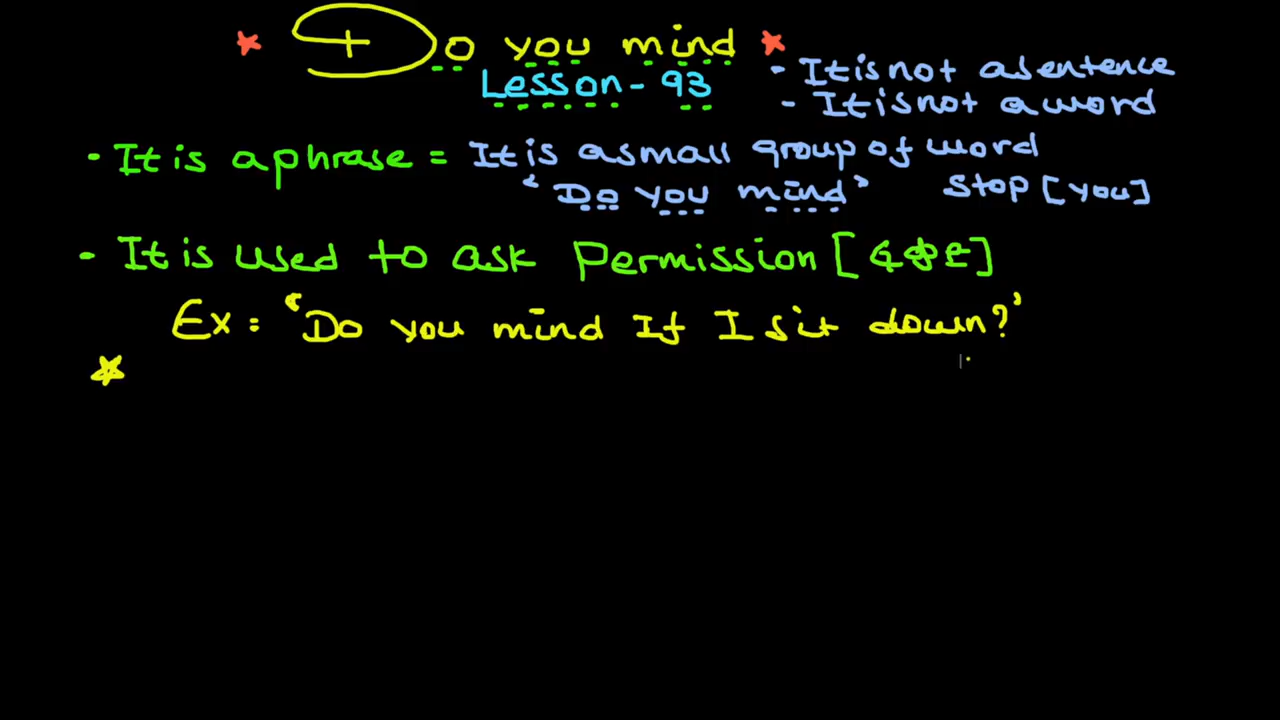 Do you mind
Lesson - 93
- It is not a sentence
- It is not a word
• It is a phrase = It is a small group of word
"Do you mind" Stop [you]
• It is used to ask Permission [
Ex = "Do you mind If I sit down?"